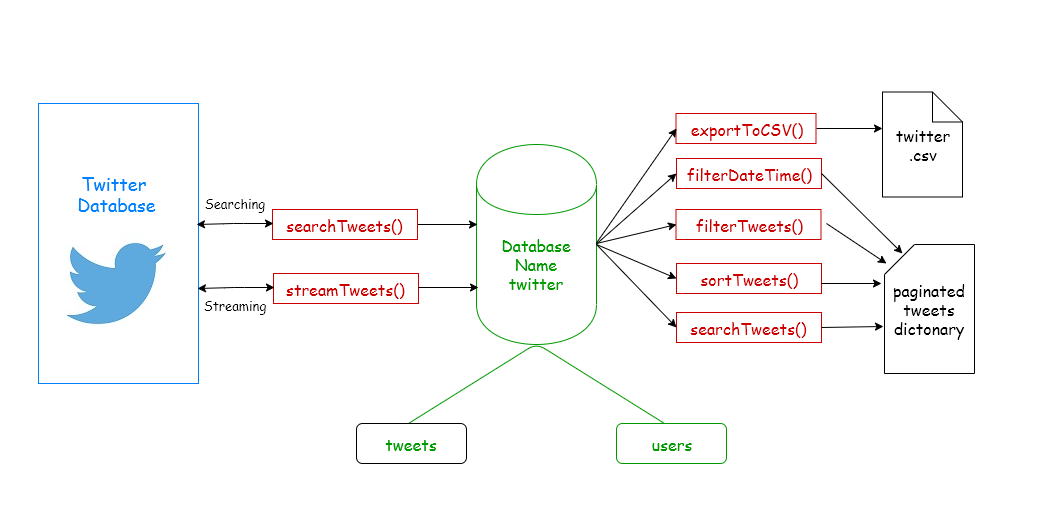 Twitter
Database
Searching
searchTweets()
streamTweets()
Streaming
Database
Name
twitter
tweets
users
exportToCSV()
filterDateTime()
filterTweets()
sortTweets()
searchTweets()
twitter
.csv
paginated
tweets
dictonary